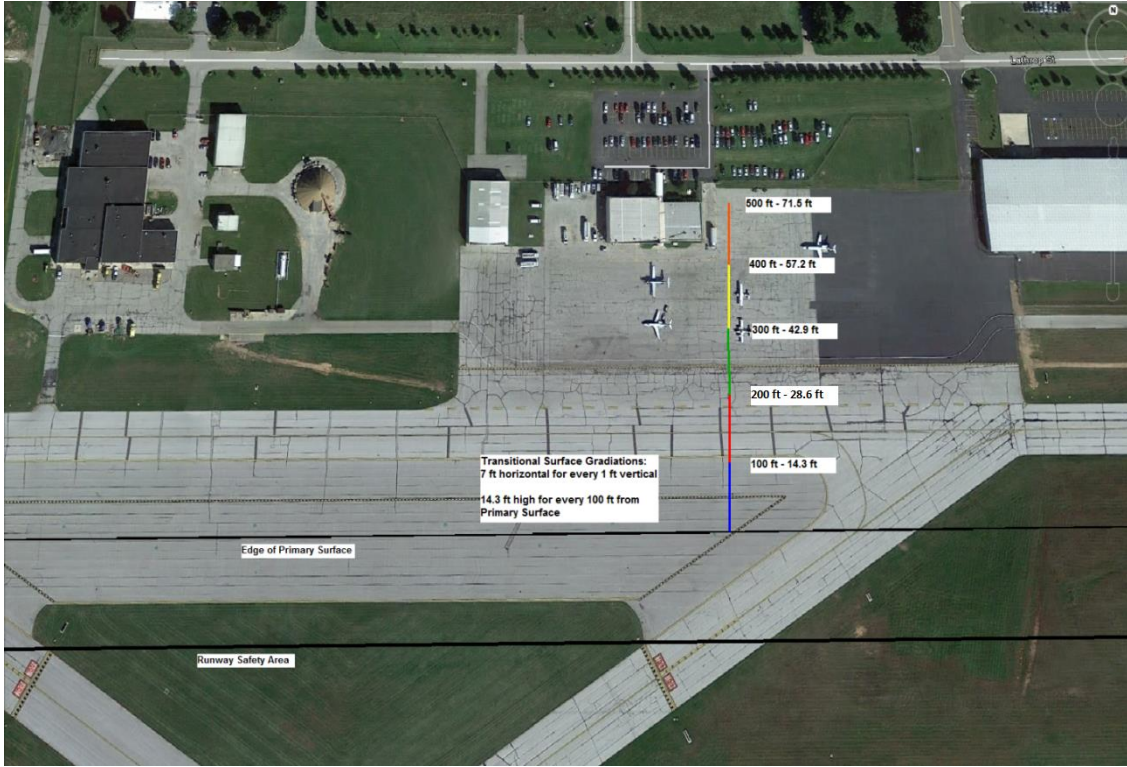 N
Lathrop St
500 ft - 71.5 ft
400 ft - 57.2 ft
300 ft - 42.9 ft
200 ft - 28.6 ft
100 ft - 14.3 ft
Transitional Surface Gradiations:
7 ft horizontal for every 1 ft vertical
14.3 ft high for every 100 ft from
Primary Surface
Edge of Primary Surface
Runway Safety Area